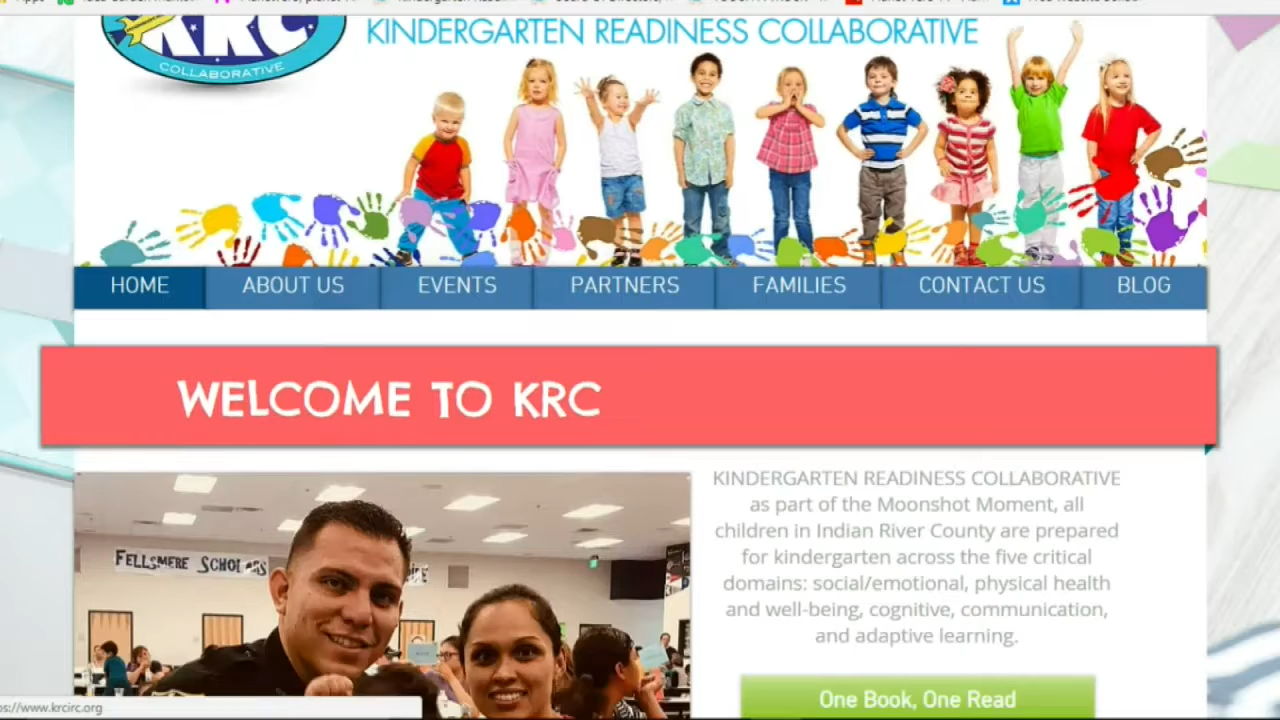 KRC
COLLABORATIVE
KINDERGARTEN READINESS COLLABORATIVE
HOME
ABOUT US
EVENTS
PARTNERS
FAMILIES
CONTACT US
BLOG
WELCOME TO KRC
FELLSMERE SCHOLARS
KINDERGARTEN READINESS COLLABORATIVE
as part of the Moonshot Moment, all
children in Indian River County are prepared
for kindergarten across the five critical
domains: social/emotional, physical health
and well-being, cognitive, communication,
and adaptive learning.
One Book, One Read
ps://www.krcirc.org